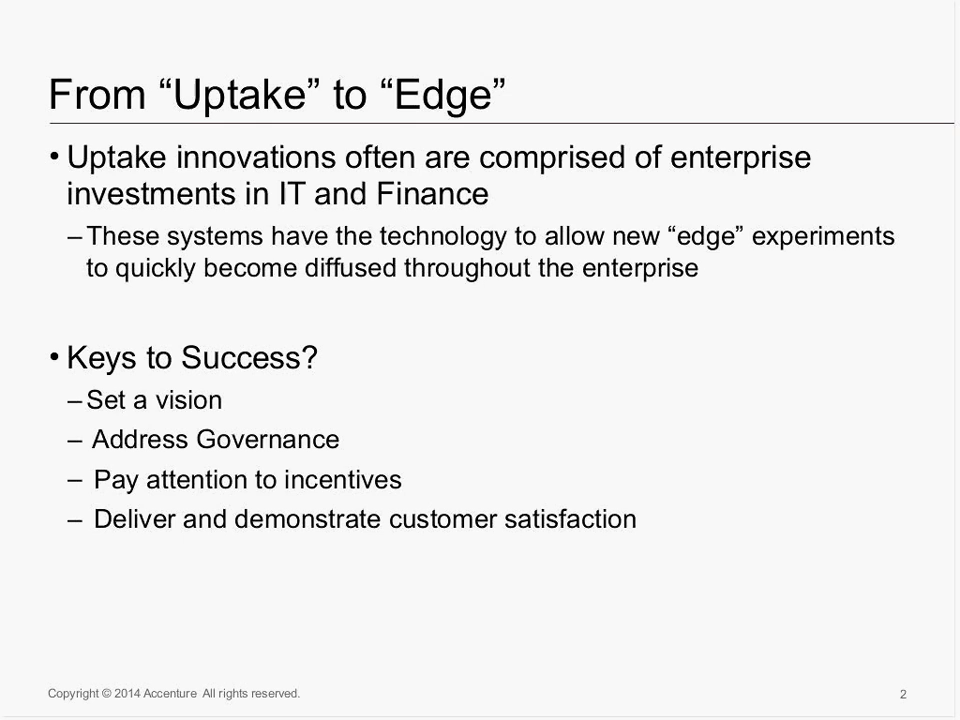 From “Uptake” to “Edge”
• Uptake innovations often are comprised of enterprise
investments in IT and Finance
– These systems have the technology to allow new “edge” experiments
to quickly become diffused throughout the enterprise
• Keys to Success?
– Set a vision
– Address Governance
– Pay attention to incentives
– Deliver and demonstrate customer satisfaction
Copyright © 2014 Accenture All rights reserved.
2